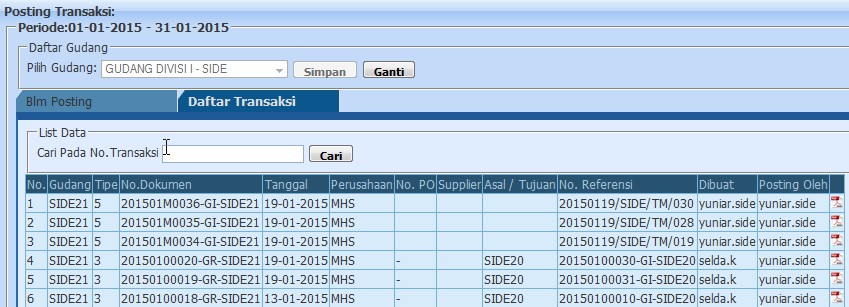 Posting Transaksi:
Periode:01-01-2015 - 31-01-2015
Daftar Gudang
Pilih Gudang: GUDANG DIVISI I - SIDE Simpan Ganti
Blm Posting Daftar Transaksi
List Data
Cari Pada No.Transaksi Cari
No. Gudang Tipe No.Dokumen Tanggal Perusahaan No. PO Supplier Asal / Tujuan No. Referensi Dibuat Posting Oleh
1 SIDE21 5 201501M0036-GI-SIDE21 19-01-2015 MHS 20150119/SIDE/TM/030 yuniar.side yuniar.side
2 SIDE21 5 201501M0035-GI-SIDE21 19-01-2015 MHS 20150119/SIDE/TM/028 yuniar.side yuniar.side
3 SIDE21 5 201501M0034-GI-SIDE21 19-01-2015 MHS 20150119/SIDE/TM/019 yuniar.side yuniar.side
4 SIDE21 3 20150100020-GR-SIDE21 19-01-2015 MHS - SIDE20 20150100030-GI-SIDE20 selda.k yuniar.side
5 SIDE21 3 20150100019-GR-SIDE21 19-01-2015 MHS - SIDE20 20150100031-GI-SIDE20 selda.k yuniar.side
6 SIDE21 3 20150100018-GR-SIDE21 13-01-2015 MHS - SIDE20 20150100010-GI-SIDE20 selda.k yuniar.side